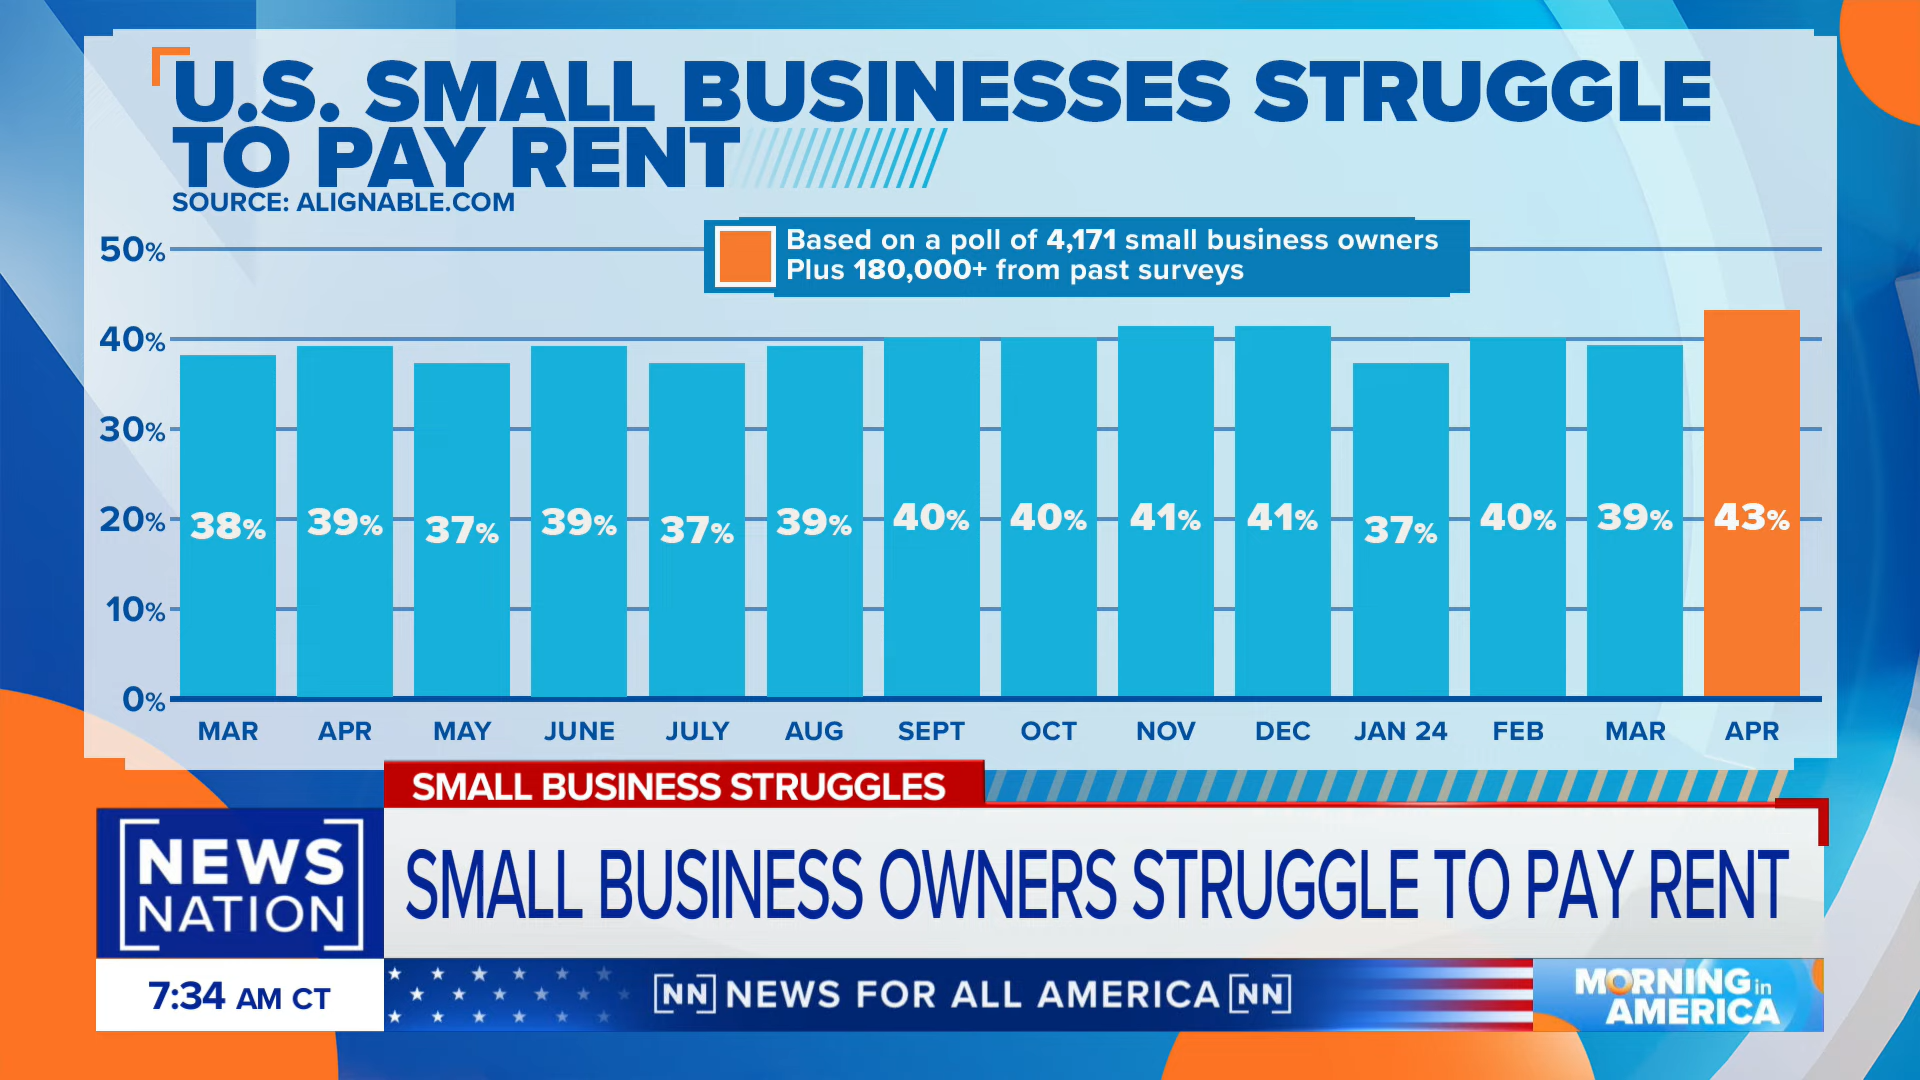 U.S. SMALL BUSINESSES STRUGGLE
TO PAY RENT
SOURCE: ALIGNABLE.COM
Based on a poll of 4,171 small business owners
Plus 180,000+ from past surveys
50%
40%
30%
20%
10%
0%
38% 39% 37% 39% 37% 39% 40% 40% 41% 41% 37% 40% 39% 43%
MAR APR MAY JUNE JULY AUG SEPT OCT NOV DEC JAN 24 FEB MAR APR
SMALL BUSINESS STRUGGLES
NEWS
NATION
SMALL BUSINESS OWNERS STRUGGLE TO PAY RENT
7:34 AM CT
NN NEWS FOR ALL AMERICA NN
MORNING in
AMERICA